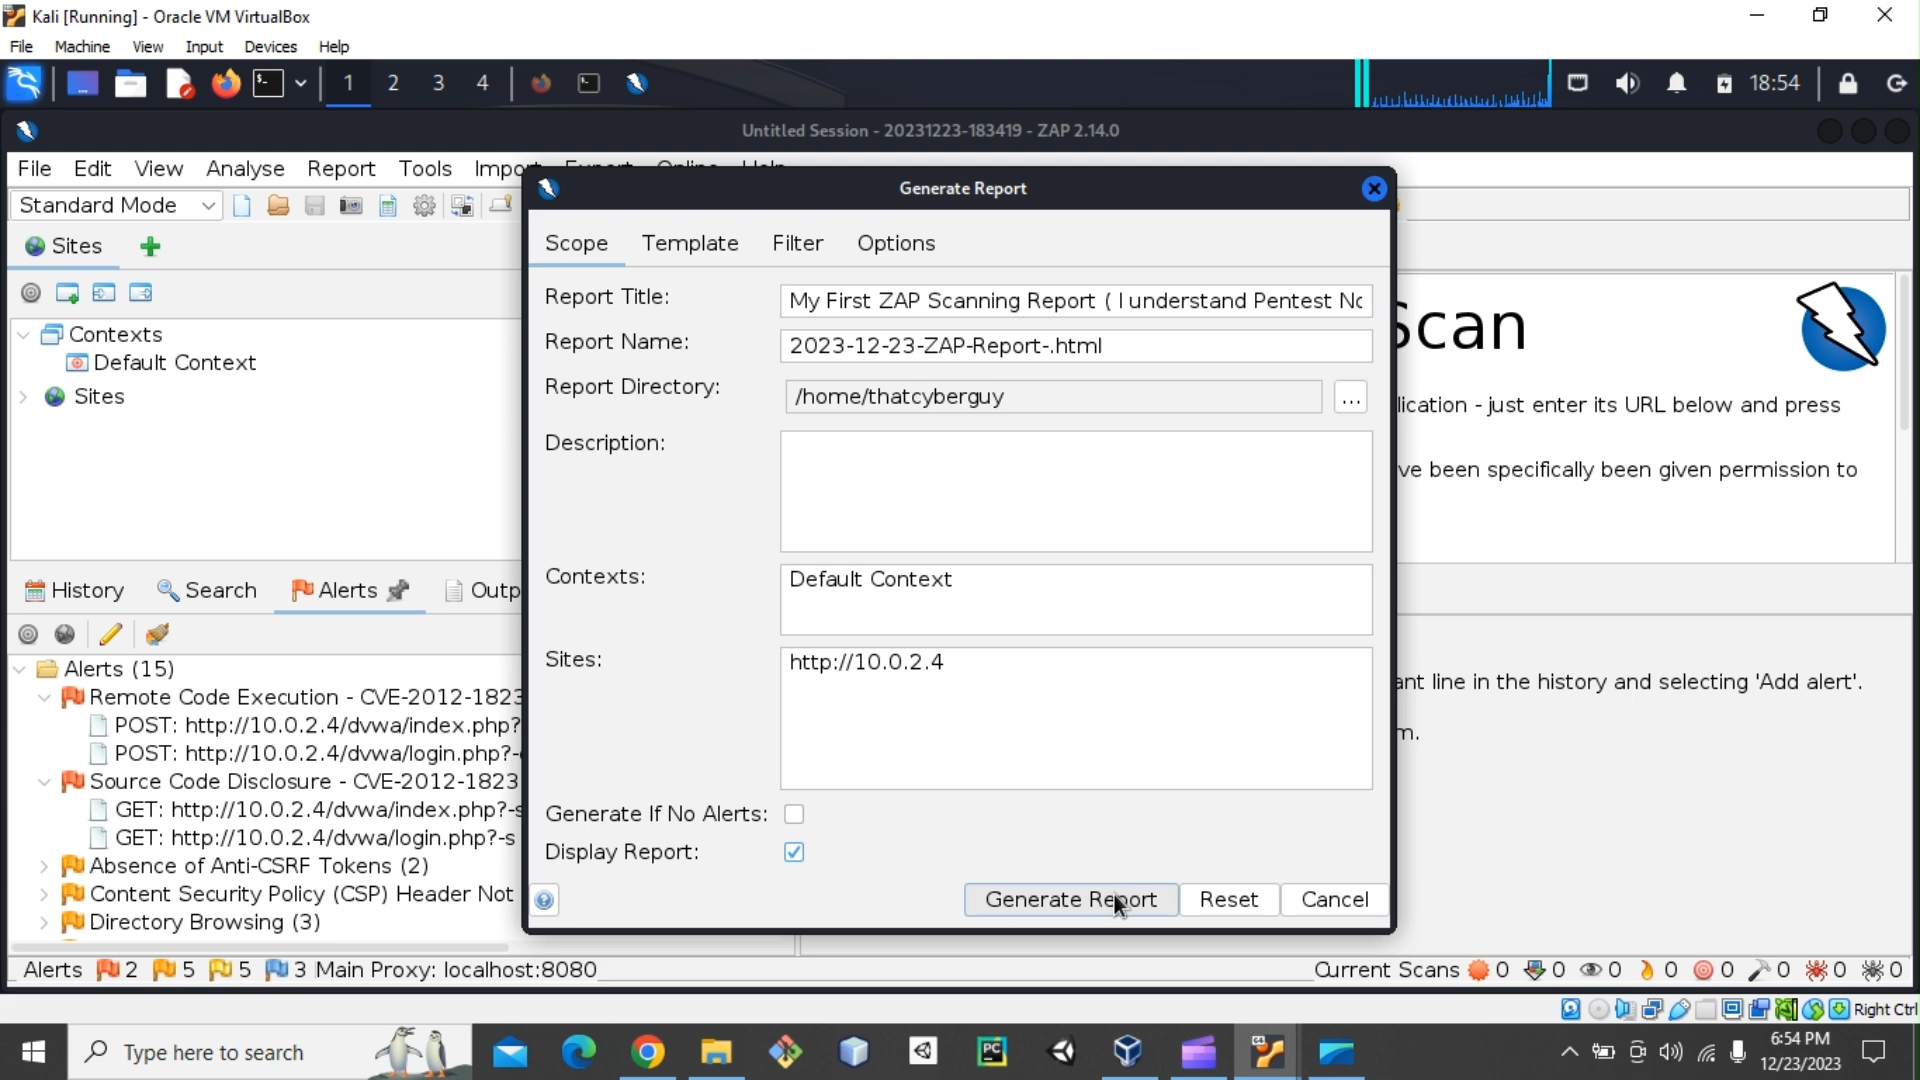 Kali [Running] - Oracle VM VirtualBox
File Machine View Input Devices Help
1 2 3 4 18:54
Untitled Session - 20231223-183419 - ZAP 2.14.0
File Edit View Analyse Report Tools Import Export Online Help
Standard Mode
Sites
Contexts
Default Context
Sites
History Search Alerts Outp
Alerts (15)
Remote Code Execution - CVE-2012-1823
POST: http://10.0.2.4/dvwa/index.php?
POST: http://10.0.2.4/dvwa/login.php?-
Source Code Disclosure - CVE-2012-1823
GET: http://10.0.2.4/dvwa/index.php?-s
GET: http://10.0.2.4/dvwa/login.php?-s
Absence of Anti-CSRF Tokens (2)
Content Security Policy (CSP) Header Not
Directory Browsing (3)
Generate Report
Scope Template Filter Options
Report Title: My First ZAP Scanning Report ( I understand Pentest Nc
Report Name: 2023-12-23-ZAP-Report-.html
Report Directory: /home/thatcyberguy ...
Description:
Contexts: Default Context
Sites: http://10.0.2.4
Generate If No Alerts:
Display Report:
Generate Report Reset Cancel
Scan
lication - just enter its URL below and press
ve been specifically been given permission to
ant line in the history and selecting 'Add alert'.
m.
Alerts 2 5 5 3 Main Proxy: localhost:8080 Current Scans 0 0 0 0 0 0 0 0
Right Ctrl
Type here to search
PC
64
6:54 PM
12/23/2023